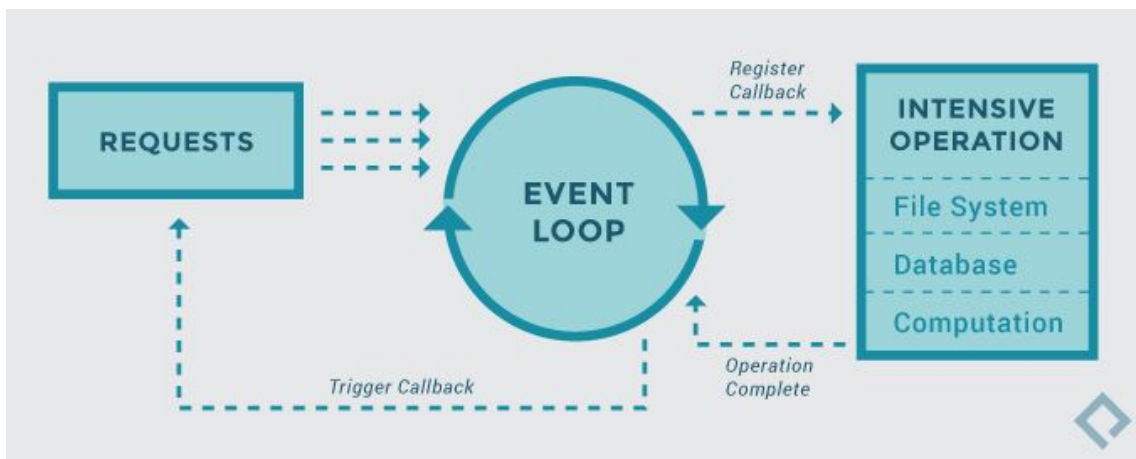 REQUESTS
EVENT
LOOP
Register
Callback
INTENSIVE
OPERATION
File System
Database
Computation
Operation
Complete
Trigger Callback